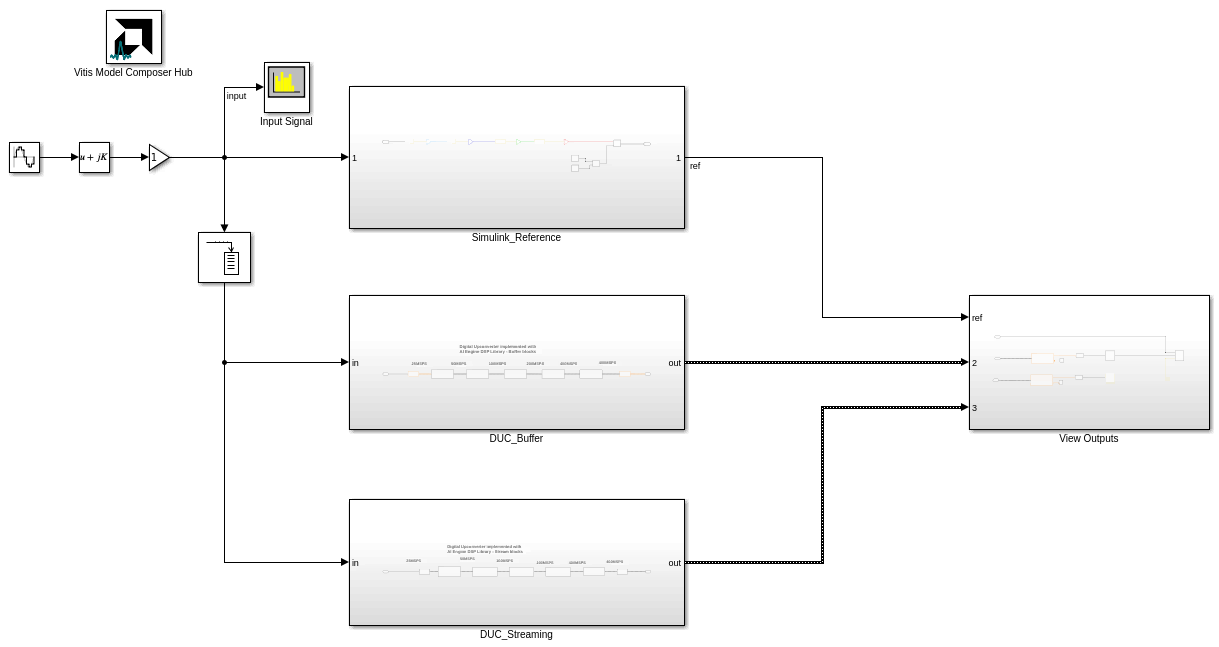 Vitis Model Composer Hub
input
Input Signal
u + jK
1
1
1
ref
Simulink_Reference
in
Digital Upconverter implemented with
AI Engine DSP Library - Buffer blocks
out
DUC_Buffer
ref
2
3
View Outputs
in
Digital Upconverter implemented with
AI Engine DSP Library - Stream blocks
out
DUC_Streaming